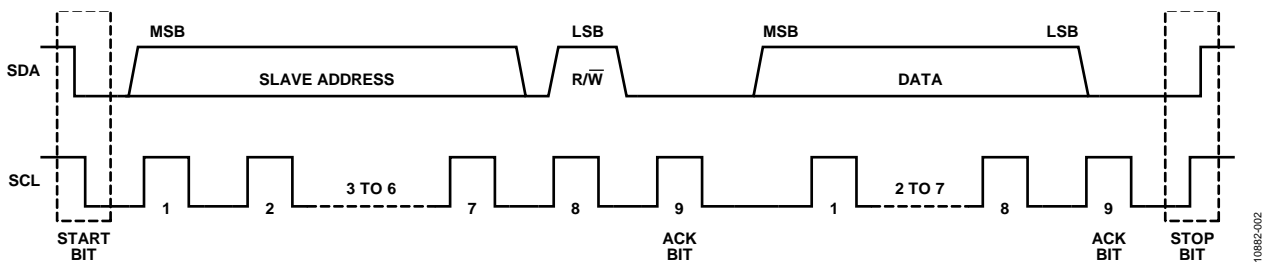 MSB
LSB
MSB
LSB
SDA
SLAVE ADDRESS
R/W̅
DATA
SCL
1
2
3 TO 6
7
8
9
1
2 TO 7
8
9
START
BIT
ACK
BIT
ACK
BIT
STOP
BIT
10882-002